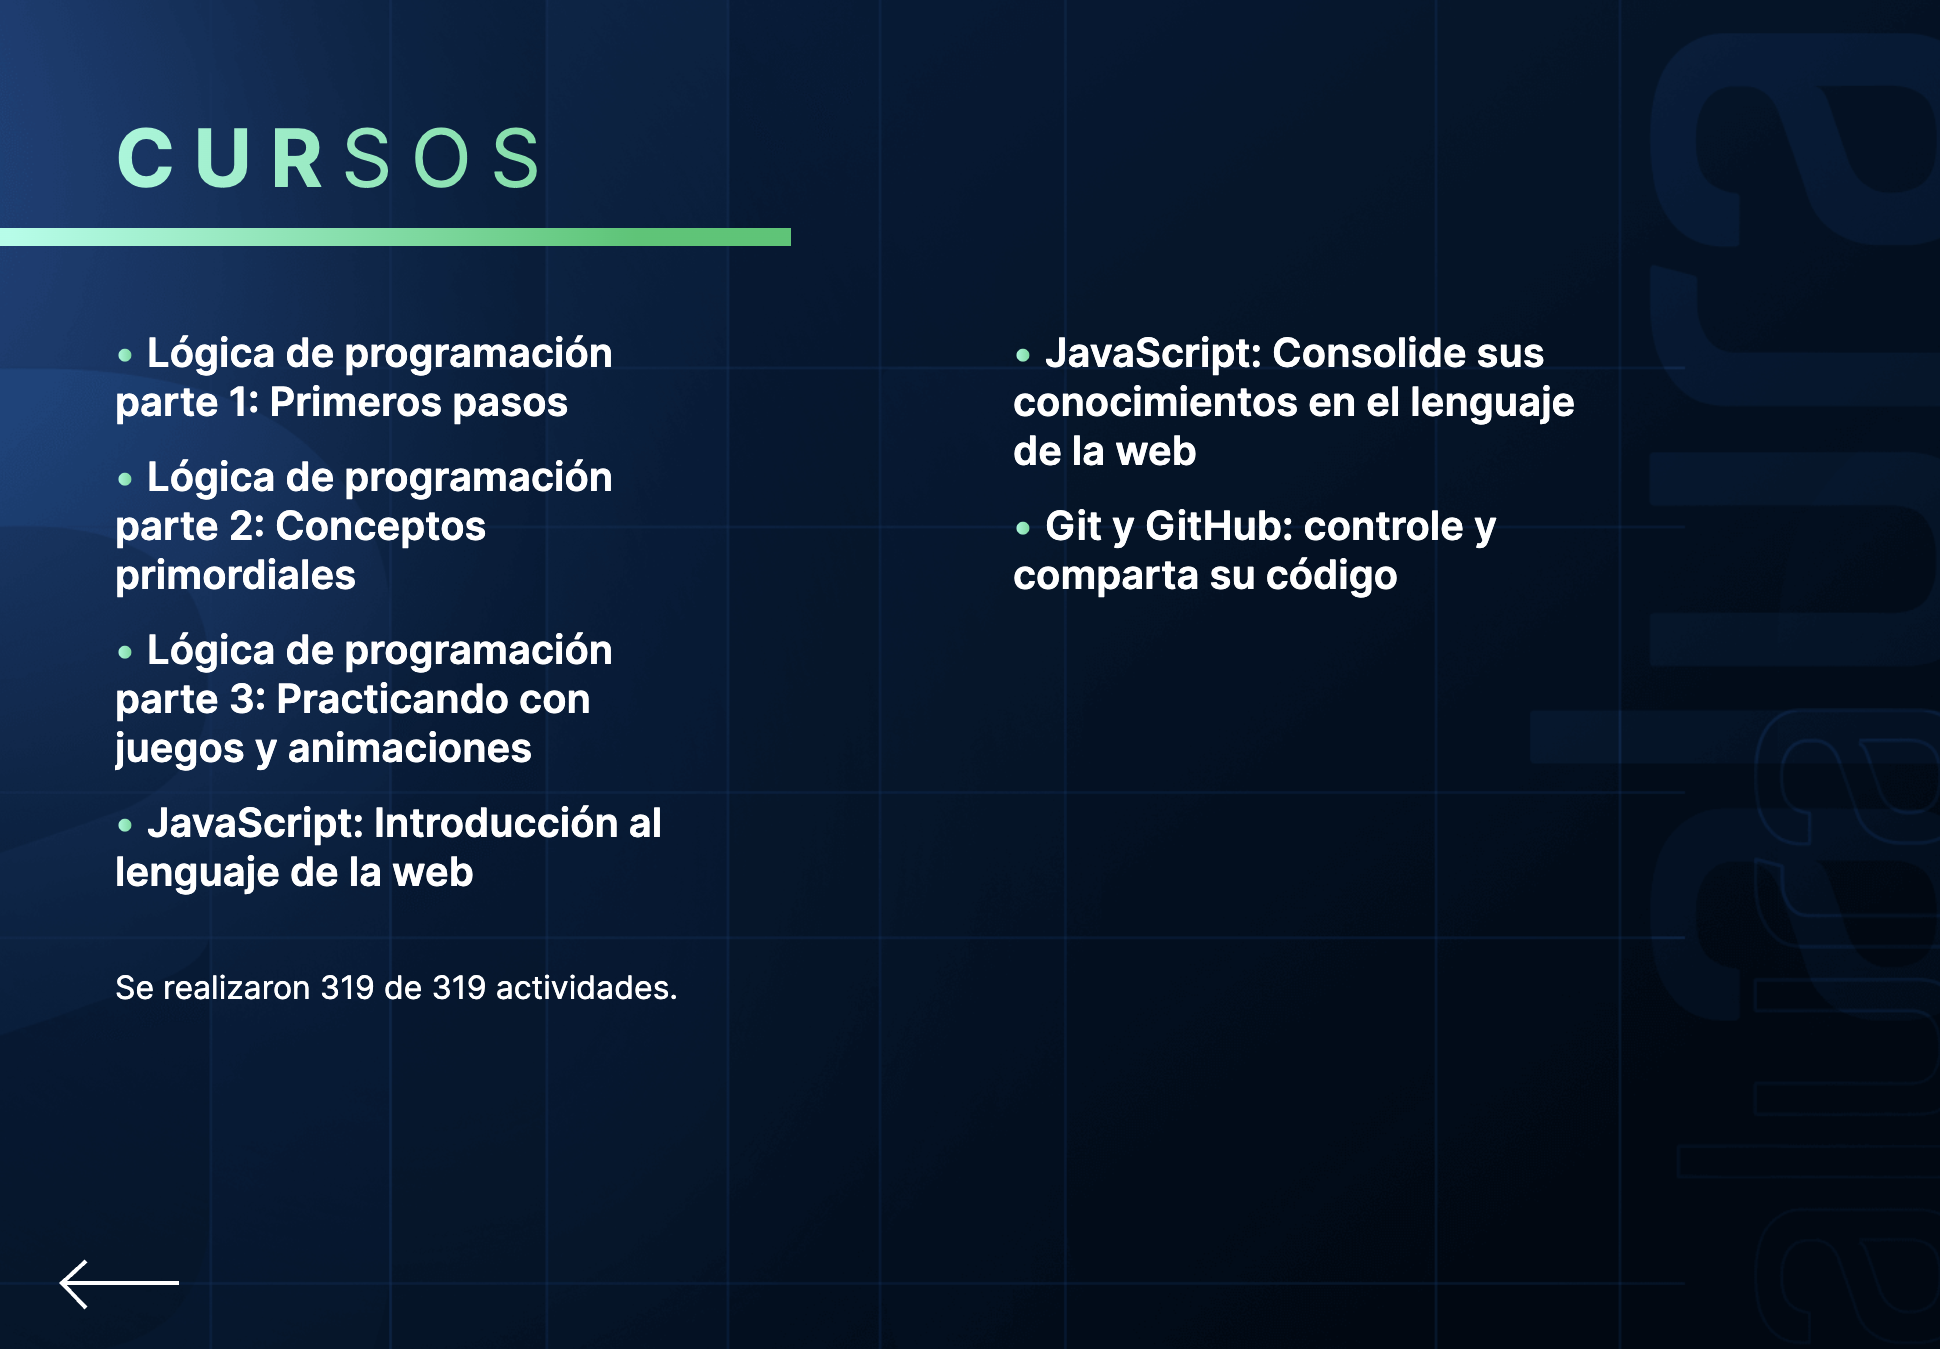 CURSOS
• Lógica de programación
parte 1: Primeros pasos
• Lógica de programación
parte 2: Conceptos
primordiales
• Lógica de programación
parte 3: Practicando con
juegos y animaciones
• JavaScript: Introducción al
lenguaje de la web
• JavaScript: Consolide sus
conocimientos en el lenguaje
de la web
• Git y GitHub: controle y
comparta su código
Se realizaron 319 de 319 actividades.
alura
alura